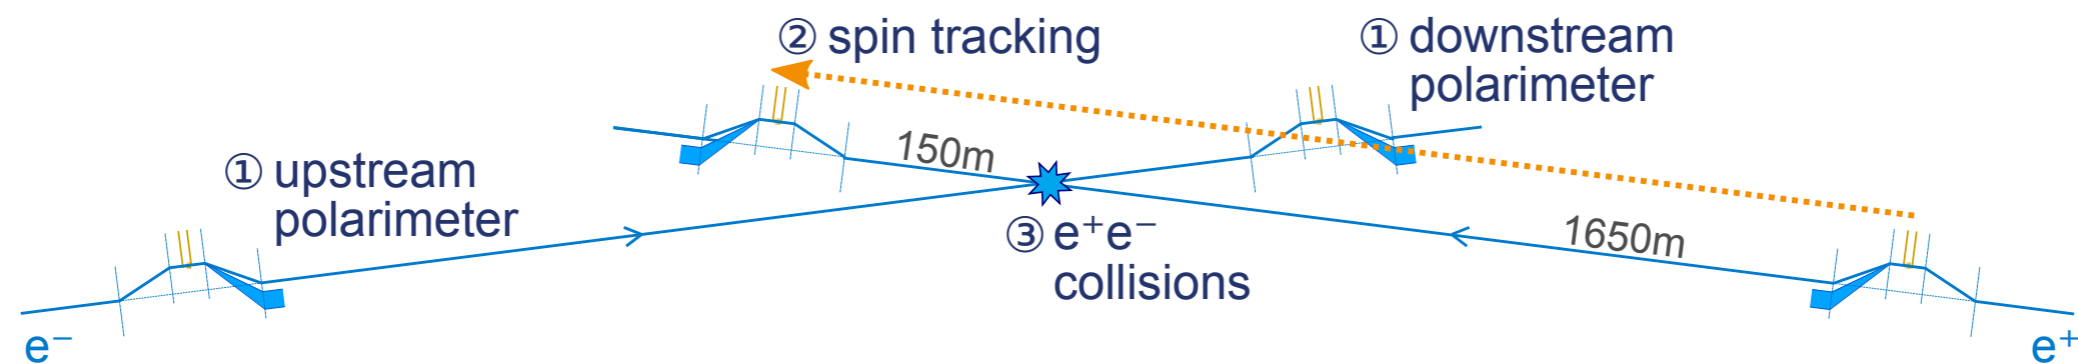 ② spin tracking
① downstream
polarimeter
150m
① upstream
polarimeter
③ e⁺e⁻
collisions
1650m
e⁻
e⁺